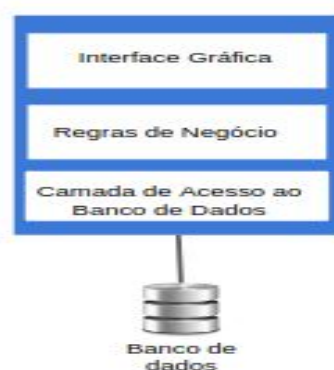 Interface Gráfica
Regras de Negócio
Camada de Acesso ao
Banco de Dados
Banco de
dados